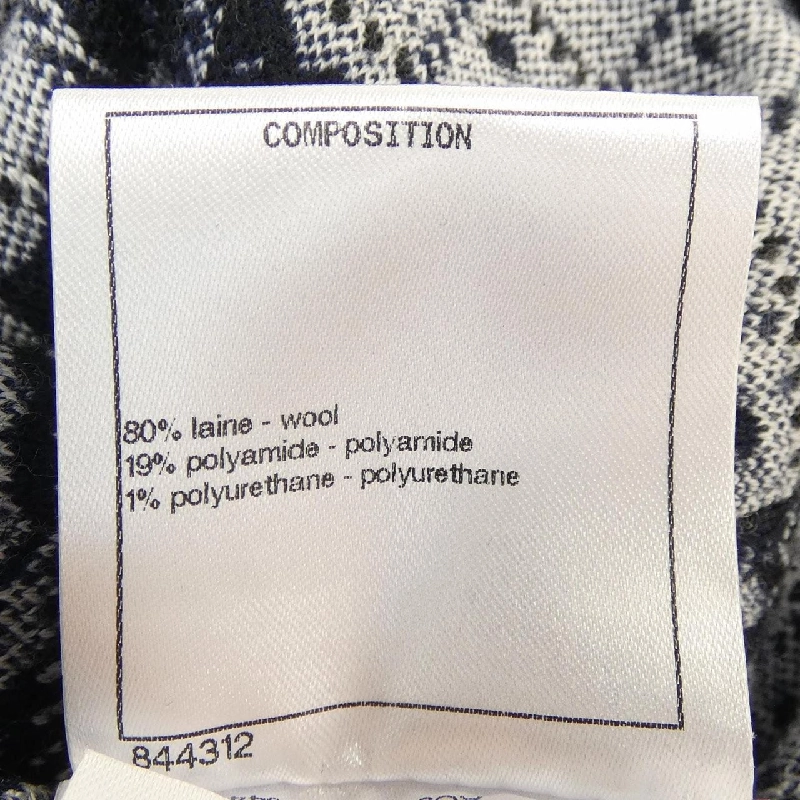 COMPOSITION
80% laine - wool
19% polyamide - polyamide
1% polyurethane - polyurethane
844312